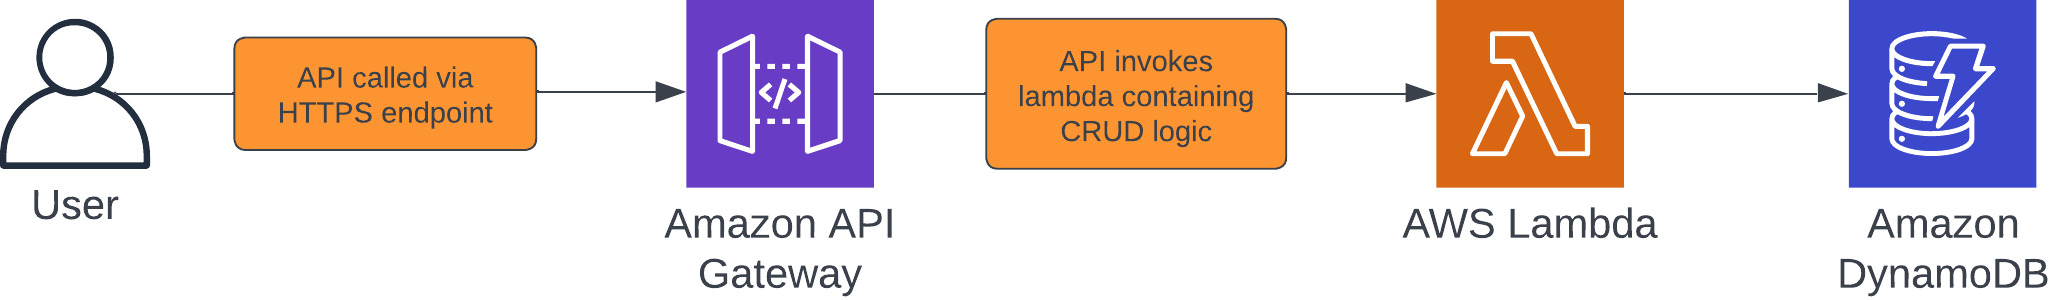 API called via
HTTPS endpoint
API invokes
lambda containing
CRUD logic
User
Amazon API
Gateway
</>
AWS Lambda
Amazon
DynamoDB